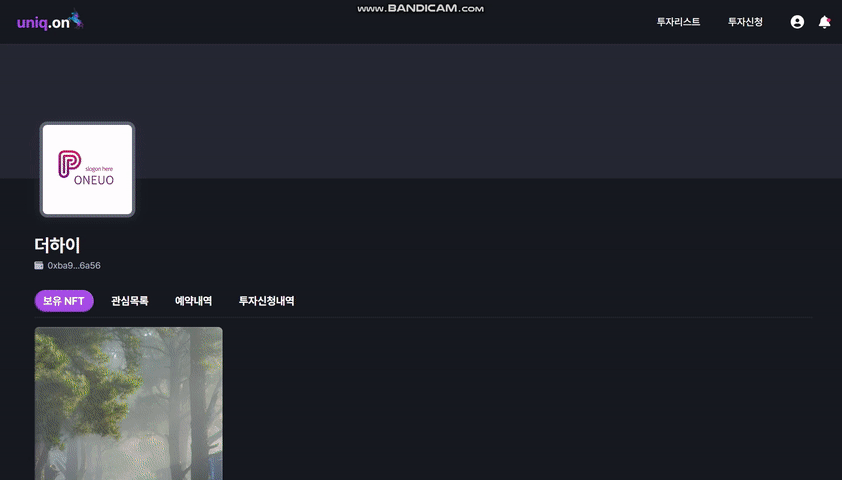 www.BANDICAM.com
uniq.on
투자리스트
투자신청
P
slogon here
ONEUO
더하이
0xba9...6a56
보유 NFT
관심목록
예약내역
투자신청내역